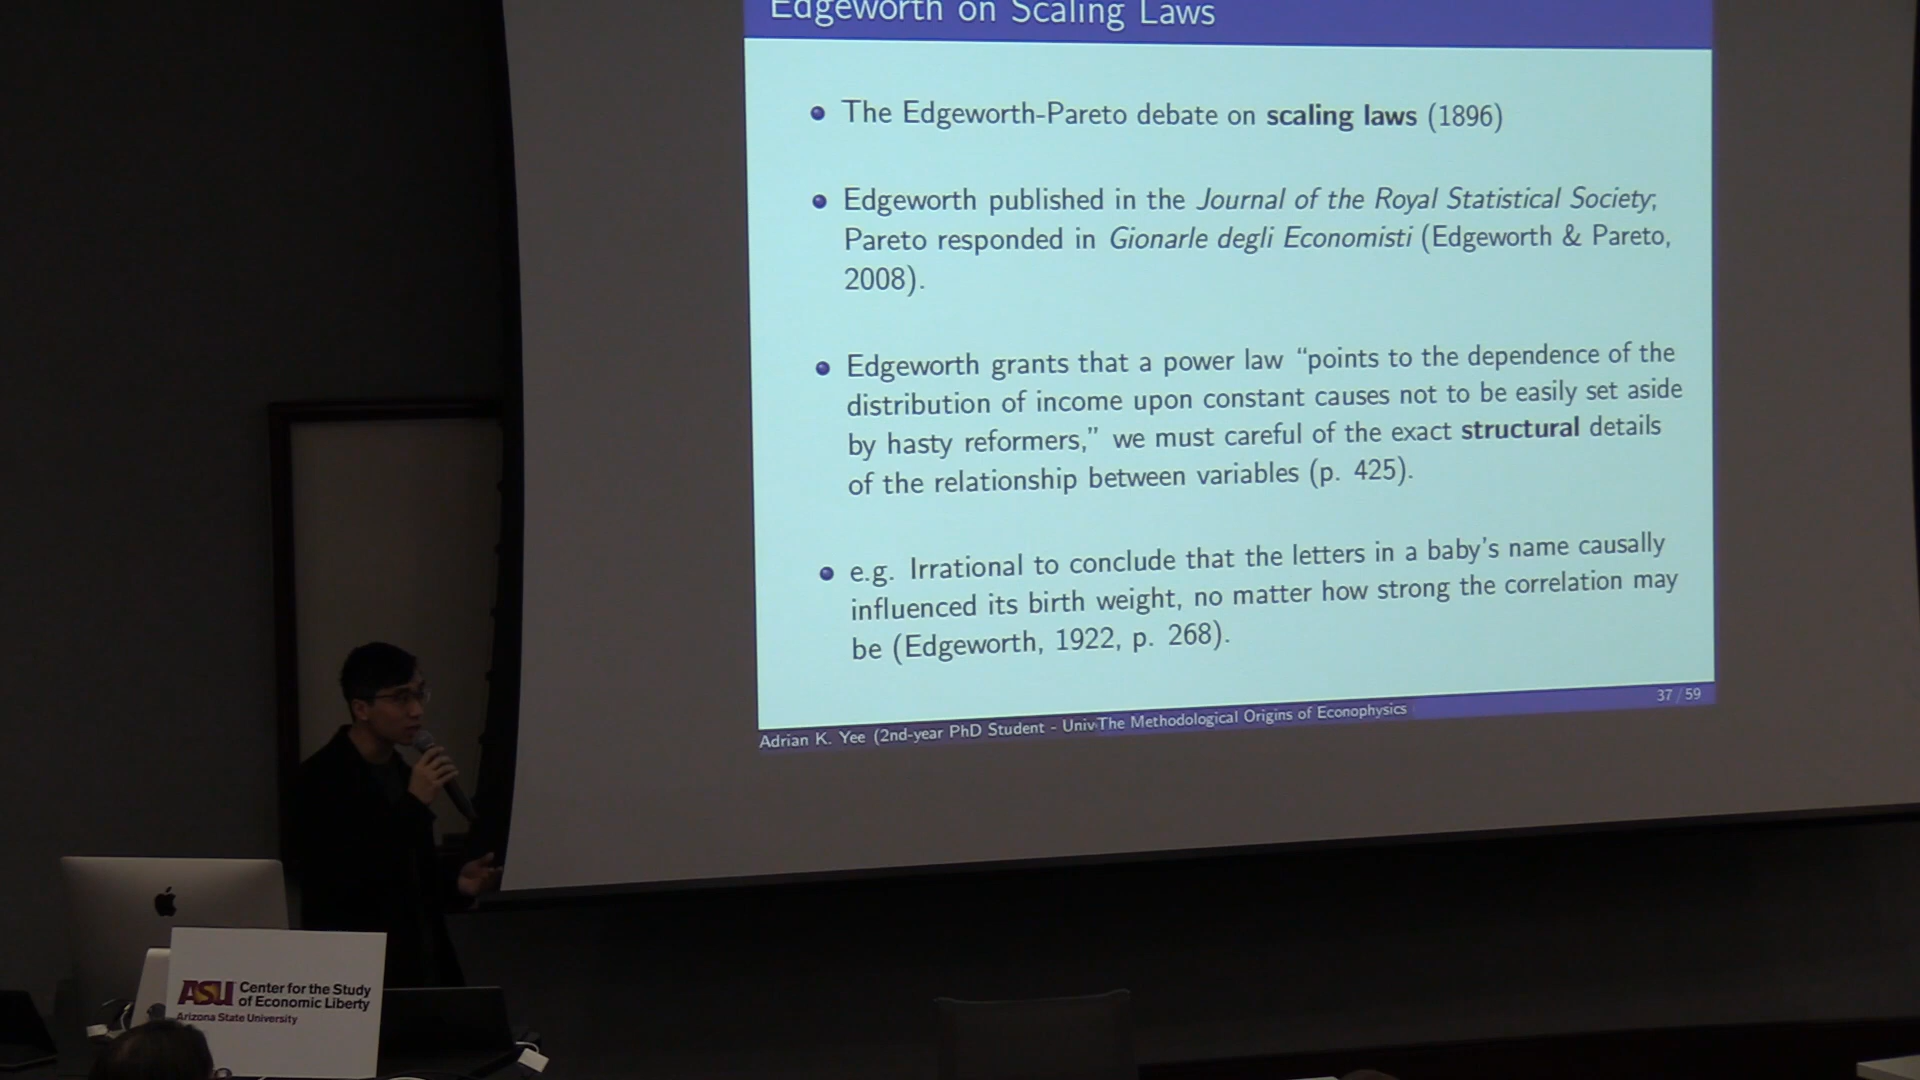 Edgeworth on Scaling Laws
The Edgeworth-Pareto debate on scaling laws (1896)
Edgeworth published in the Journal of the Royal Statistical Society;
Pareto responded in Gionarle degli Economisti (Edgeworth & Pareto,
2008).
Edgeworth grants that a power law “points to the dependence of the
distribution of income upon constant causes not to be easily set aside
by hasty reformers,” we must careful of the exact structural details
of the relationship between variables (p. 425).
e.g. Irrational to conclude that the letters in a baby's name causally
influenced its birth weight, no matter how strong the correlation may
be (Edgeworth, 1922, p. 268).
37 / 59
Adrian K. Yee (2nd-year PhD Student - Univ The Methodological Origins of Econophysics
ASU Center for the Study
of Economic Liberty
Arizona State University